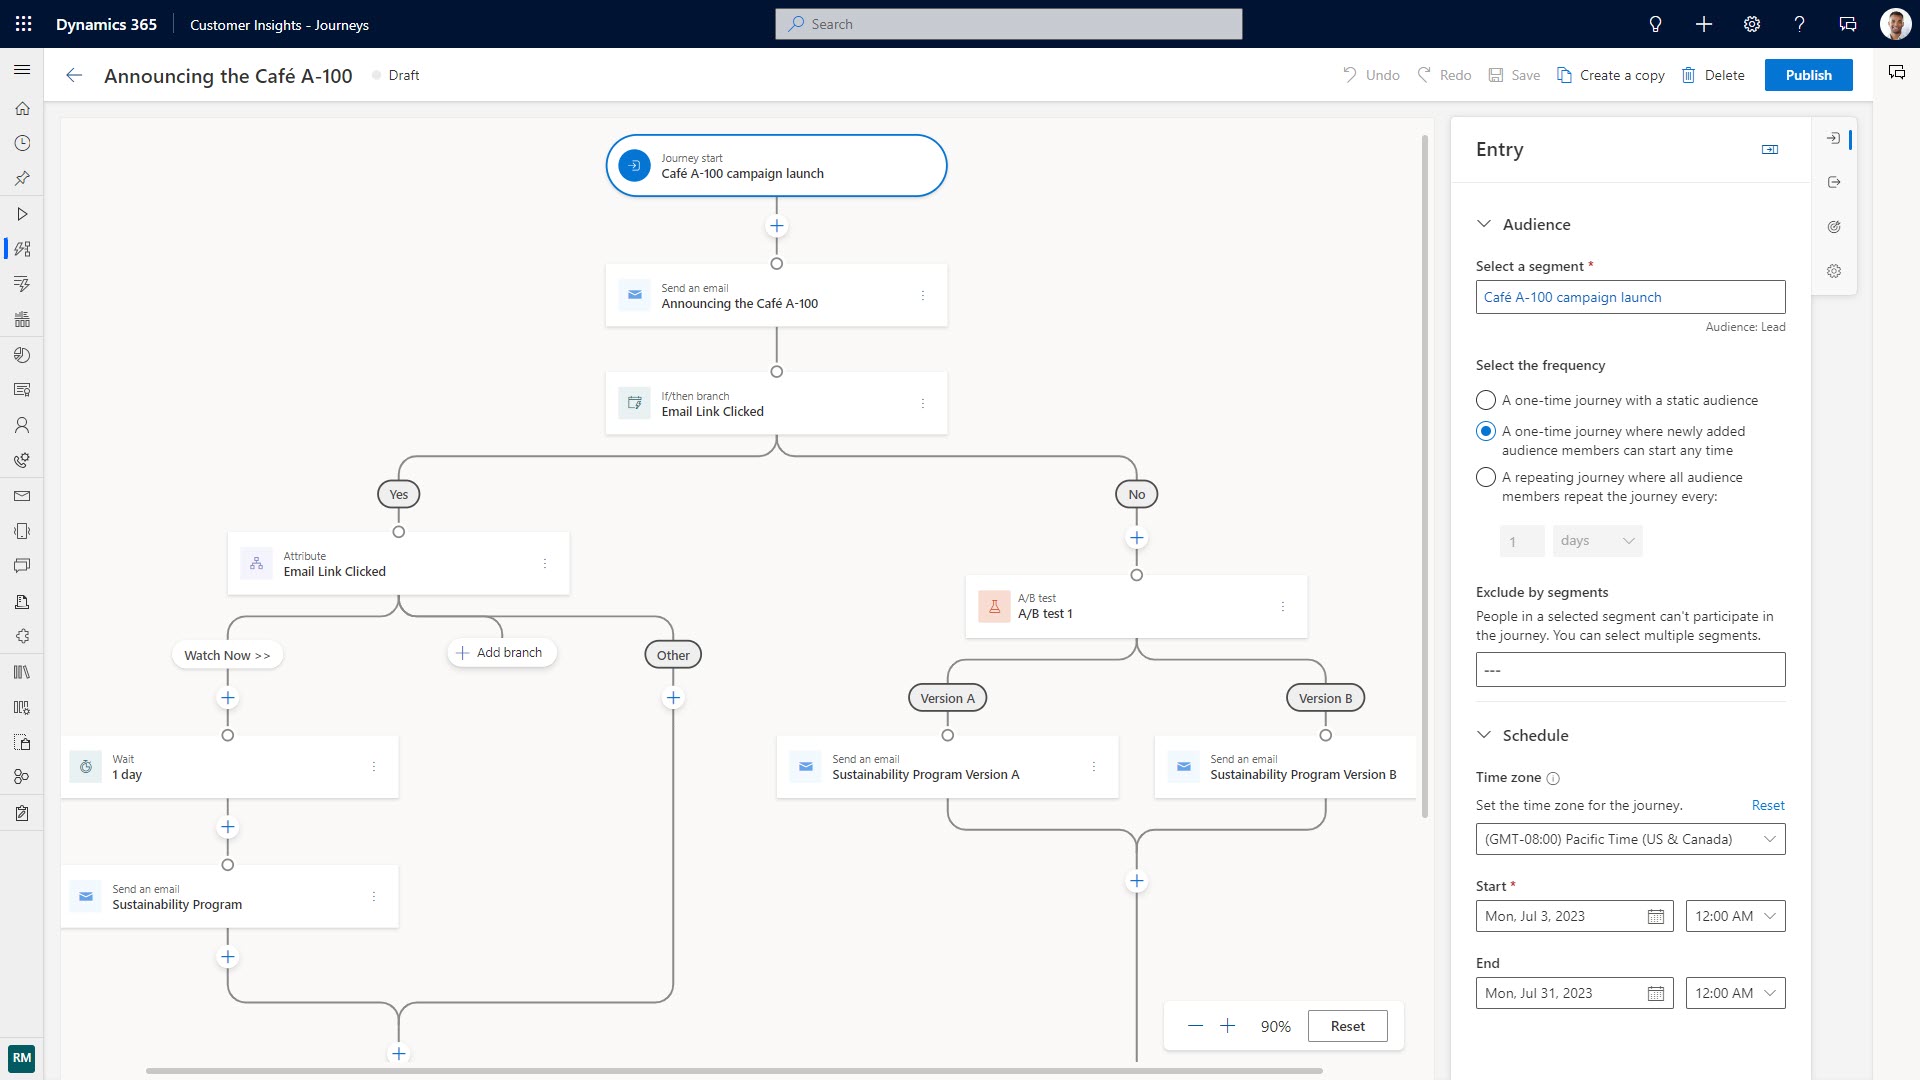 Dynamics 365
Customer Insights - Journeys
Search
Announcing the Café A-100
Draft
Undo
Redo
Save
Create a copy
Delete
Publish
Journey start
Café A-100 campaign launch
Send an email
Announcing the Café A-100
If/then branch
Email Link Clicked
Yes
No
Attribute
Email Link Clicked
A/B test
A/B test 1
Watch Now >>
Add branch
Other
Version A
Version B
Wait
1 day
Send an email
Sustainability Program Version A
Send an email
Sustainability Program Version B
Send an email
Sustainability Program
90%
Reset
RM
Entry
Audience
Select a segment *
Café A-100 campaign launch
Audience: Lead
Select the frequency
A one-time journey with a static audience
A one-time journey where newly added
audience members can start any time
A repeating journey where all audience
members repeat the journey every:
1
days
Exclude by segments
People in a selected segment can't participate in
the journey. You can select multiple segments.
---
Schedule
Time zone
Set the time zone for the journey.
Reset
(GMT-08:00) Pacific Time (US & Canada)
Start *
Mon, Jul 3, 2023
12:00 AM
End
Mon, Jul 31, 2023
12:00 AM